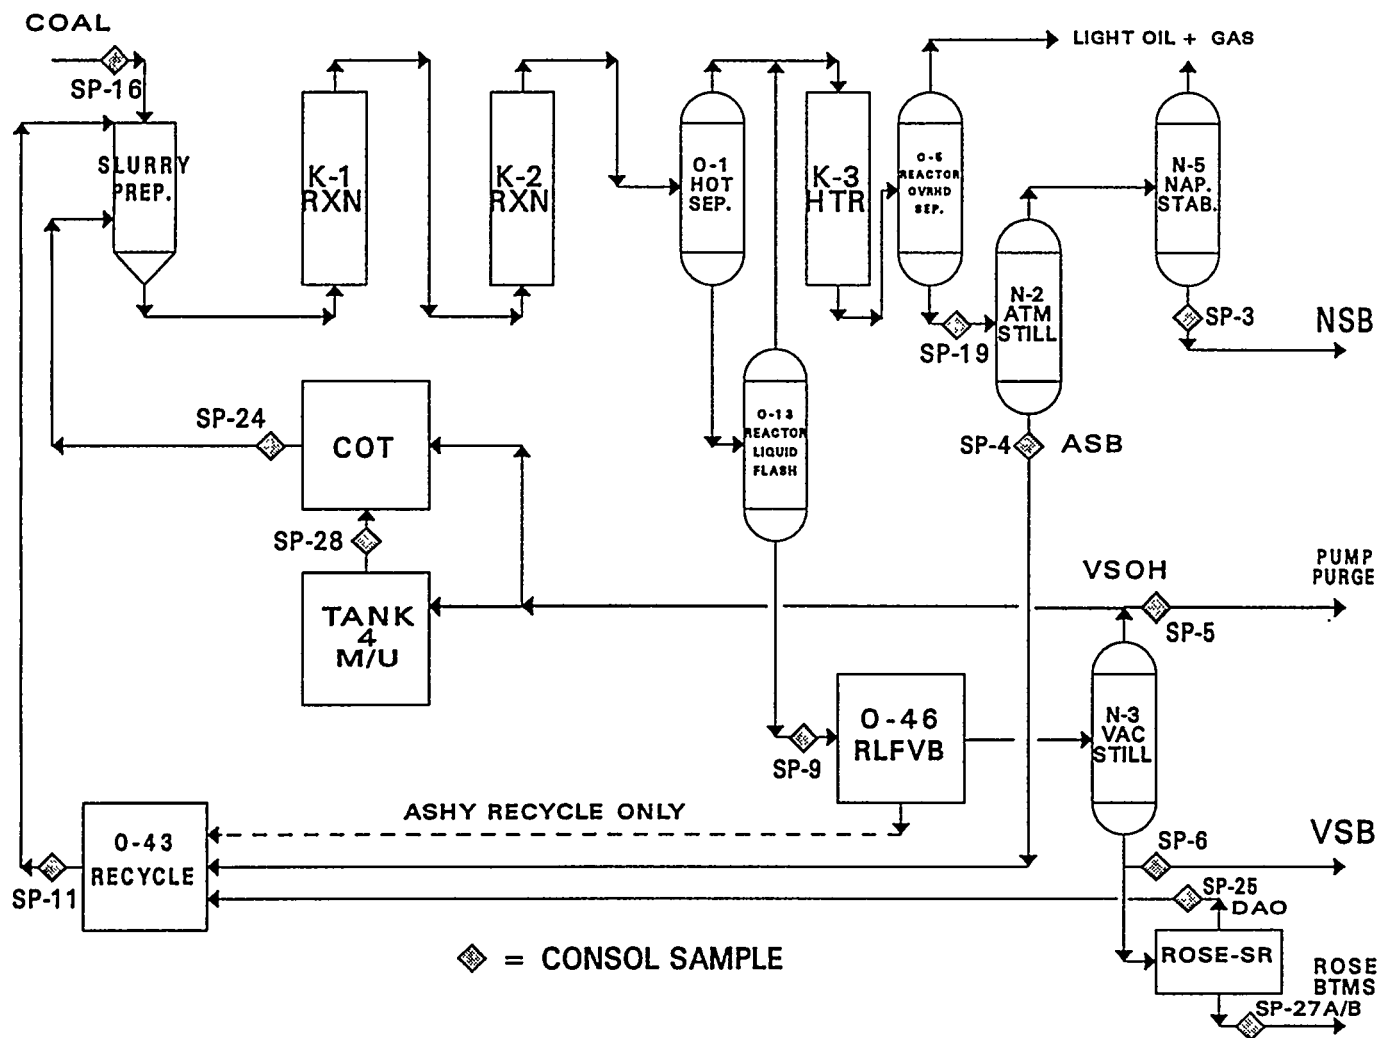 COAL
SP-16
SLURRY
PREP.
K-1
RXN
K-2
RXN
O-1
HOT
SEP.
K-3
HTR
O-5
REACTOR
OVRHD
SEP.
LIGHT OIL + GAS
N-5
NAP.
STAB.
N-2
ATM
STILL
SP-19
SP-3
NSB
SP-24
COT
O-13
REACTOR
LIQUID
FLASH
SP-4
ASB
SP-28
TANK
4
M/U
VSOH
PUMP
PURGE
SP-5
O-46
RLFVB
SP-9
N-3
VAC
STILL
ASHY RECYCLE ONLY
O-43
RECYCLE
SP-11
SP-6
VSB
SP-25
DAO
ROSE-SR
ROSE
BTMS
SP-27A/B
= CONSOL SAMPLE